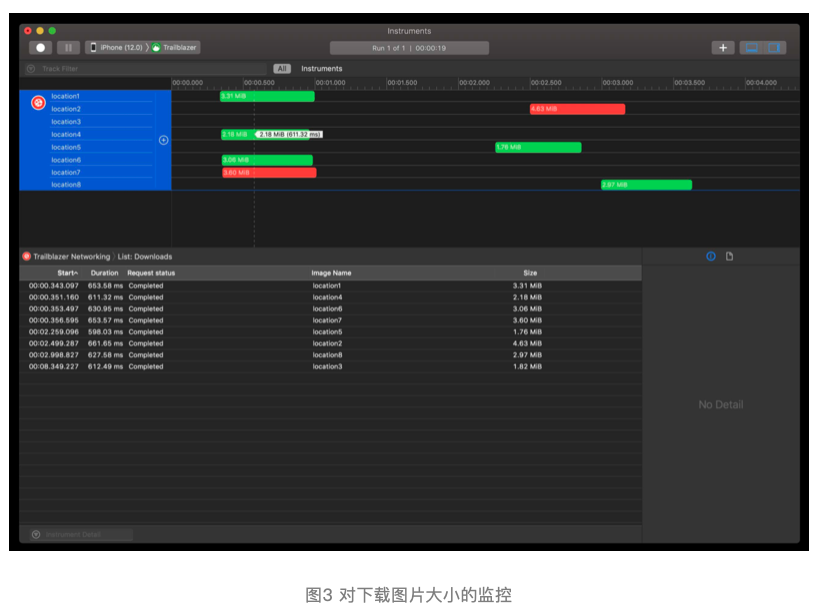 Instruments
iPhone (12.0) 〉 Trailblazer
Run 1 of 1 | 00:00:19
Track Filter
All Instruments
00:00.000 00:00.500 00:01.000 00:01.500 00:02.000 00:02.500 00:03.000 00:03.500 00:04.000
location1 3.31 MiB
location2 4.63 MiB
location3
location4 2.18 MiB 2.18 MiB (611.32 ms)
location5 1.76 MiB
location6 3.06 MiB
location7 3.60 MiB
location8 2.97 MiB
Trailblazer Networking 〉 List: Downloads
Start Duration Request status Image Name Size
00:00.343.097 653.58 ms Completed location1 3.31 MiB
00:00.351.160 611.32 ms Completed location4 2.18 MiB
00:00.353.497 630.95 ms Completed location6 3.06 MiB
00:00.356.595 653.57 ms Completed location7 3.60 MiB
00:02.259.096 598.03 ms Completed location5 1.76 MiB
00:02.499.287 661.65 ms Completed location2 4.63 MiB
00:02.998.827 627.58 ms Completed location8 2.97 MiB
00:08.349.227 612.49 ms Completed location3 1.82 MiB
No Detail
Instrument Detail
图3 对下载图片大小的监控